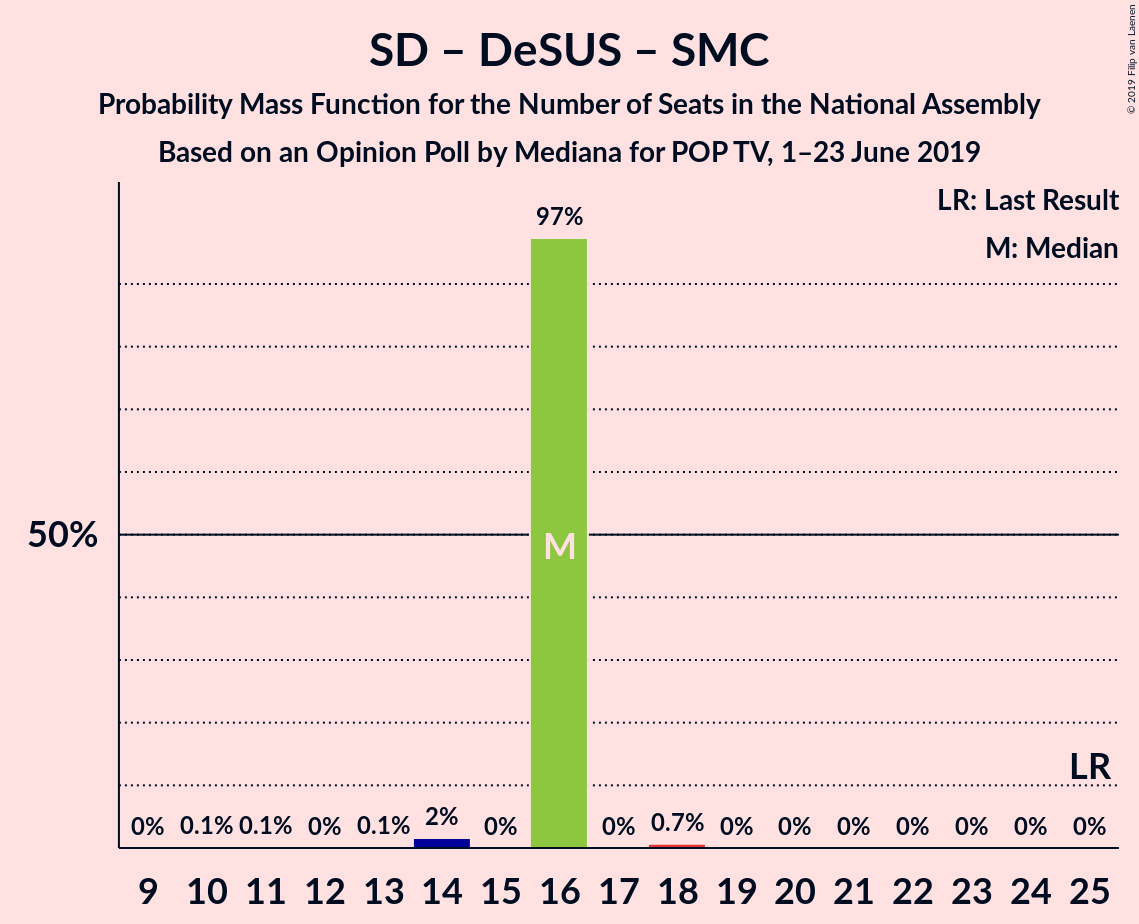 SD – DeSUS – SMC
Probability Mass Function for the Number of Seats in the National Assembly
Based on an Opinion Poll by Mediana for POP TV, 1–23 June 2019
© 2019 Filip van Laenen
LR: Last Result
M: Median
97%
50%
M
LR
0% 0.1% 0.1% 0% 0.1% 2% 0% 0% 0.7% 0% 0% 0% 0% 0% 0% 0%
9 10 11 12 13 14 15 16 17 18 19 20 21 22 23 24 25